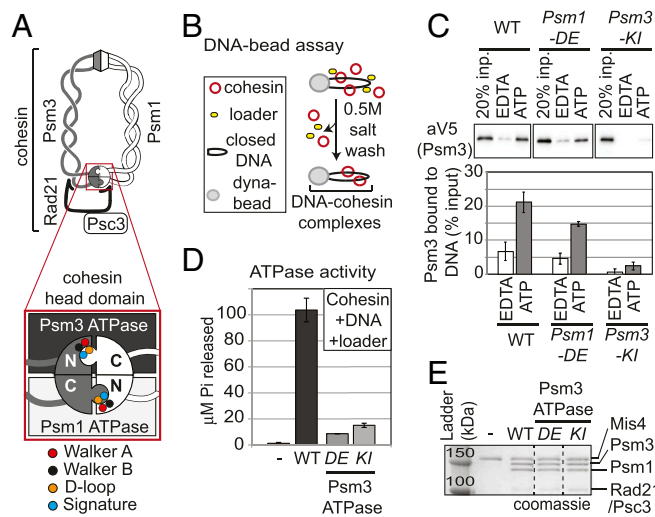 A
cohesin
Psm3
Psm1
Rad21
Psc3
cohesin
head domain
Psm3 ATPase
N
C
C
N
Psm1 ATPase
Walker A
Walker B
D-loop
Signature
B
DNA-bead assay
cohesin
loader
closed
DNA
dyna-
bead
0.5M
salt
wash
DNA-cohesin
complexes
C
WT
Psm1
-DE
Psm3
-KI
20% inp.
EDTA
ATP
20% inp.
EDTA
ATP
20% inp.
EDTA
ATP
aV5
(Psm3)
Psm3 bound to
DNA (% input)
30
20
10
0
EDTA
ATP
EDTA
ATP
EDTA
ATP
WT
Psm1
-DE
Psm3
-KI
D
ATPase activity
Cohesin
+DNA
+loader
µM Pi released
100
80
60
40
20
0
-
WT
DE
KI
Psm3
ATPase
E
Ladder
(kDa)
Psm3
ATPase
-
WT
DE
KI
150
100
Mis4
Psm3
Psm1
Rad21
/Psc3
coomassie